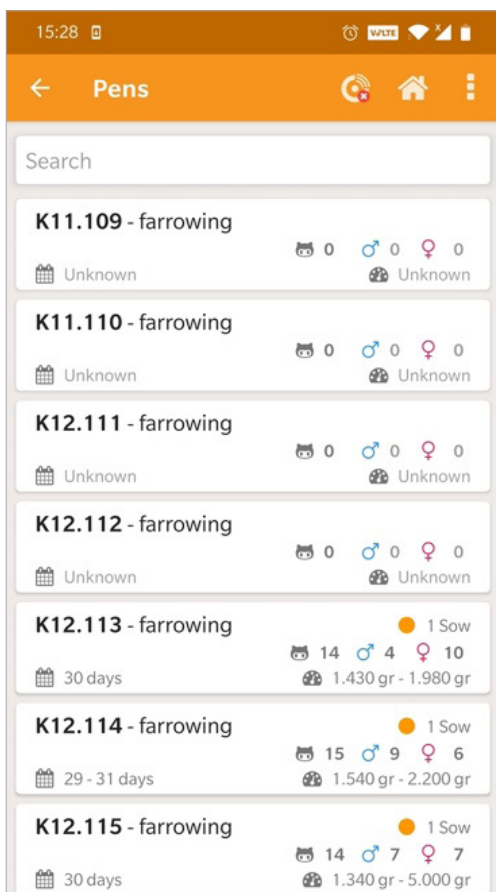 15:28
VoLTE
Pens
Search
K11.109 - farrowing
0 0 0
Unknown Unknown
K11.110 - farrowing
0 0 0
Unknown Unknown
K12.111 - farrowing
0 0 0
Unknown Unknown
K12.112 - farrowing
0 0 0
Unknown Unknown
K12.113 - farrowing 1 Sow
14 4 10
30 days 1.430 gr - 1.980 gr
K12.114 - farrowing 1 Sow
15 9 6
29 - 31 days 1.540 gr - 2.200 gr
K12.115 - farrowing 1 Sow
14 7 7
30 days 1.340 gr - 5.000 gr